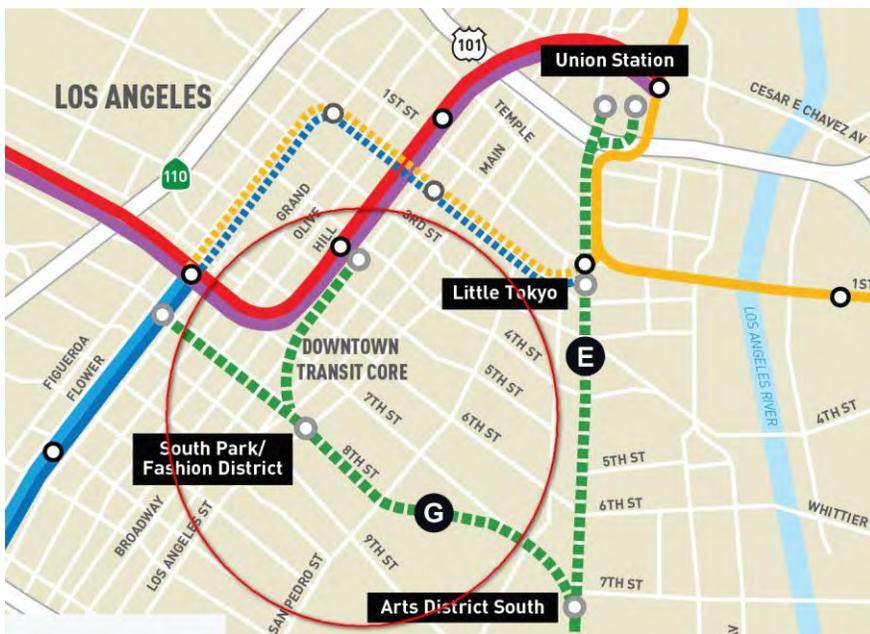 101
Union Station
LOS ANGELES
1ST ST
TEMPLE
CESAR E CHAVEZ AV
MAIN
110
GRAND
OLIVE
HILL
3RD ST
Little Tokyo
1ST
LOS ANGELES RIVER
DOWNTOWN
TRANSIT CORE
4TH ST
E
FIGUEROA
FLOWER
5TH ST
7TH ST
6TH ST
4TH ST
South Park/
Fashion District
8TH ST
5TH ST
BROADWAY
LOS ANGELES ST
G
6TH ST
WHITTIER
9TH ST
SAN PEDRO ST
7TH ST
Arts District South